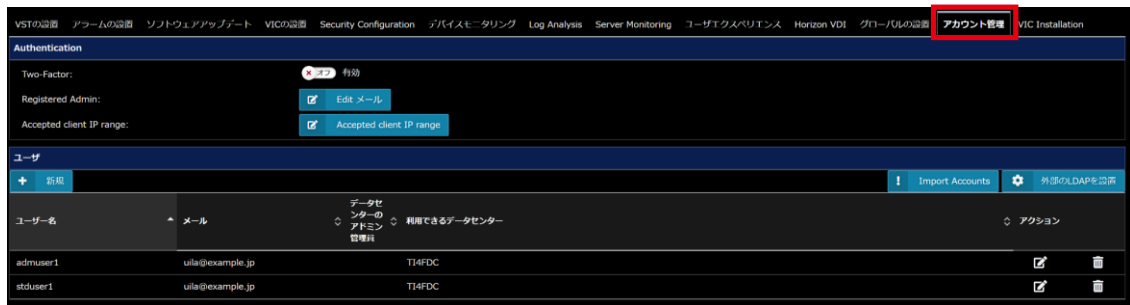 VSTの設置 アラームの設置 ソフトウェアアップデート VICの設置 Security Configuration デバイスモニタリング Log Analysis Server Monitoring ユーザエクスペリエンス Horizon VDI グローバルの設置 アカウント管理 VIC Installation
Authentication
Two-Factor: オフ 有効
Registered Admin: Edit メール
Accepted client IP range: Accepted client IP range
ユーザ
新規 Import Accounts 外部のLDAPを設置
ユーザー名 メール データセンターのアドミン管理員 利用できるデータセンター アクション
admuser1 uila@example.jp TI4FDC
stduser1 uila@example.jp TI4FDC